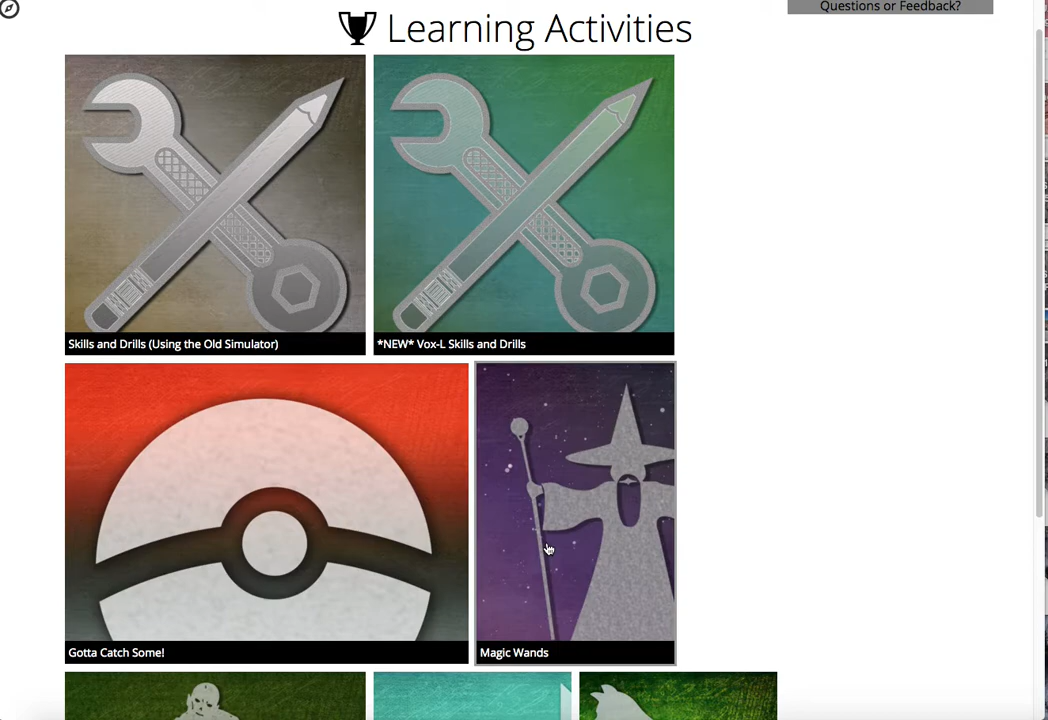 Questions or Feedback?
Learning Activities
Skills and Drills (Using the Old Simulator)
*NEW* Vox-L Skills and Drills
Gotta Catch Some!
Magic Wands